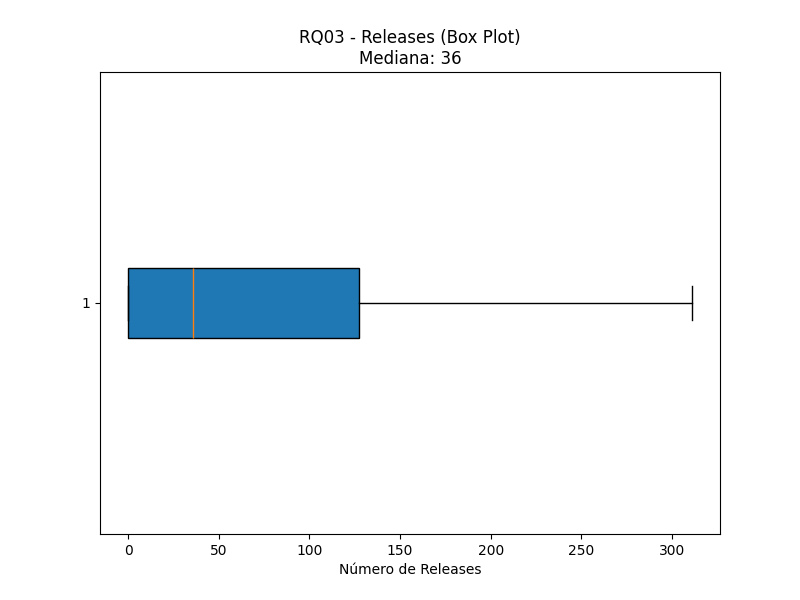 RQ03 - Releases (Box Plot)
Mediana: 36
1
0 50 100 150 200 250 300
Número de Releases